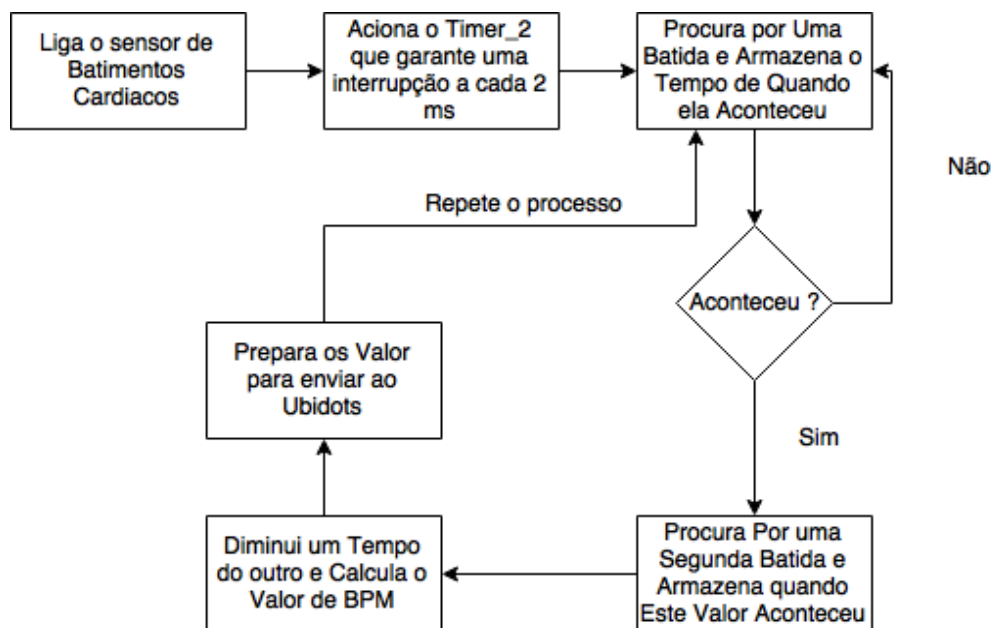 Liga o sensor de
Batimentos
Cardiacos
Aciona o Timer_2
que garante uma
interrupção a cada 2
ms
Procura por Uma
Batida e Armazena o
Tempo de Quando
ela Aconteceu
Não
Repete o processo
Aconteceu ?
Prepara os Valor
para enviar ao
Ubidots
Sim
Diminui um Tempo
do outro e Calcula o
Valor de BPM
Procura Por uma
Segunda Batida e
Armazena quando
Este Valor Aconteceu